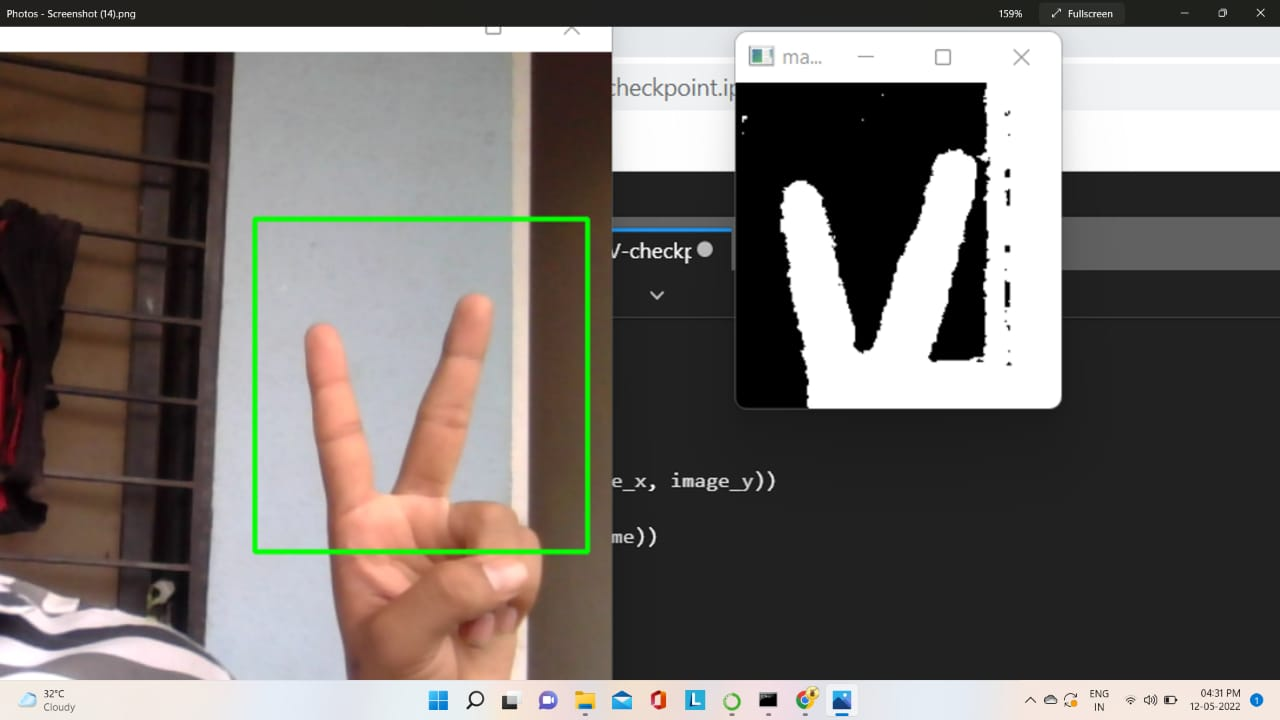 Photos - Screenshot (14).png
159%
Fullscreen
ma...
checkpoint.ip
V-checkp
e_x, image_y))
me))
32°C
Cloudy
L
ENG
IN
04:31 PM
12-05-2022
1